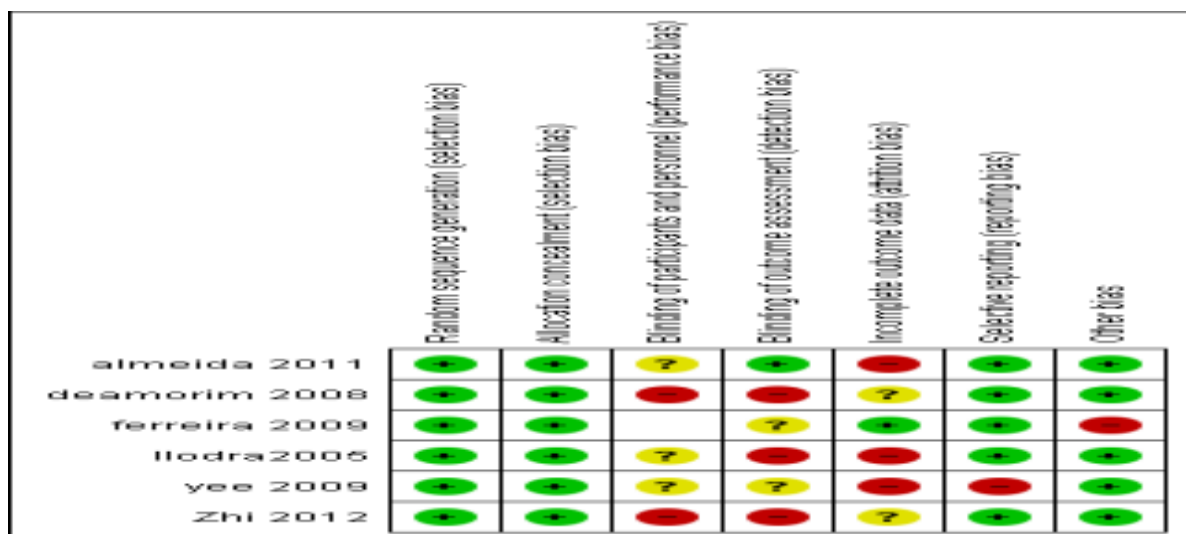 Random sequence generation (selection bias)
Allocation concealment (selection bias)
Blinding of participants and personnel (performance bias)
Blinding of outcome assessment (detection bias)
Incomplete outcome data (attrition bias)
Selective reporting (reporting bias)
Other bias
almeida 2011 + + ? + − + +
deamorim 2008 + + − − ? + +
ferreira 2009 + + ? + + −
llodra2005 + + ? − − + +
yee 2009 + + ? ? − − +
Zhi 2012 + + − − ? + +